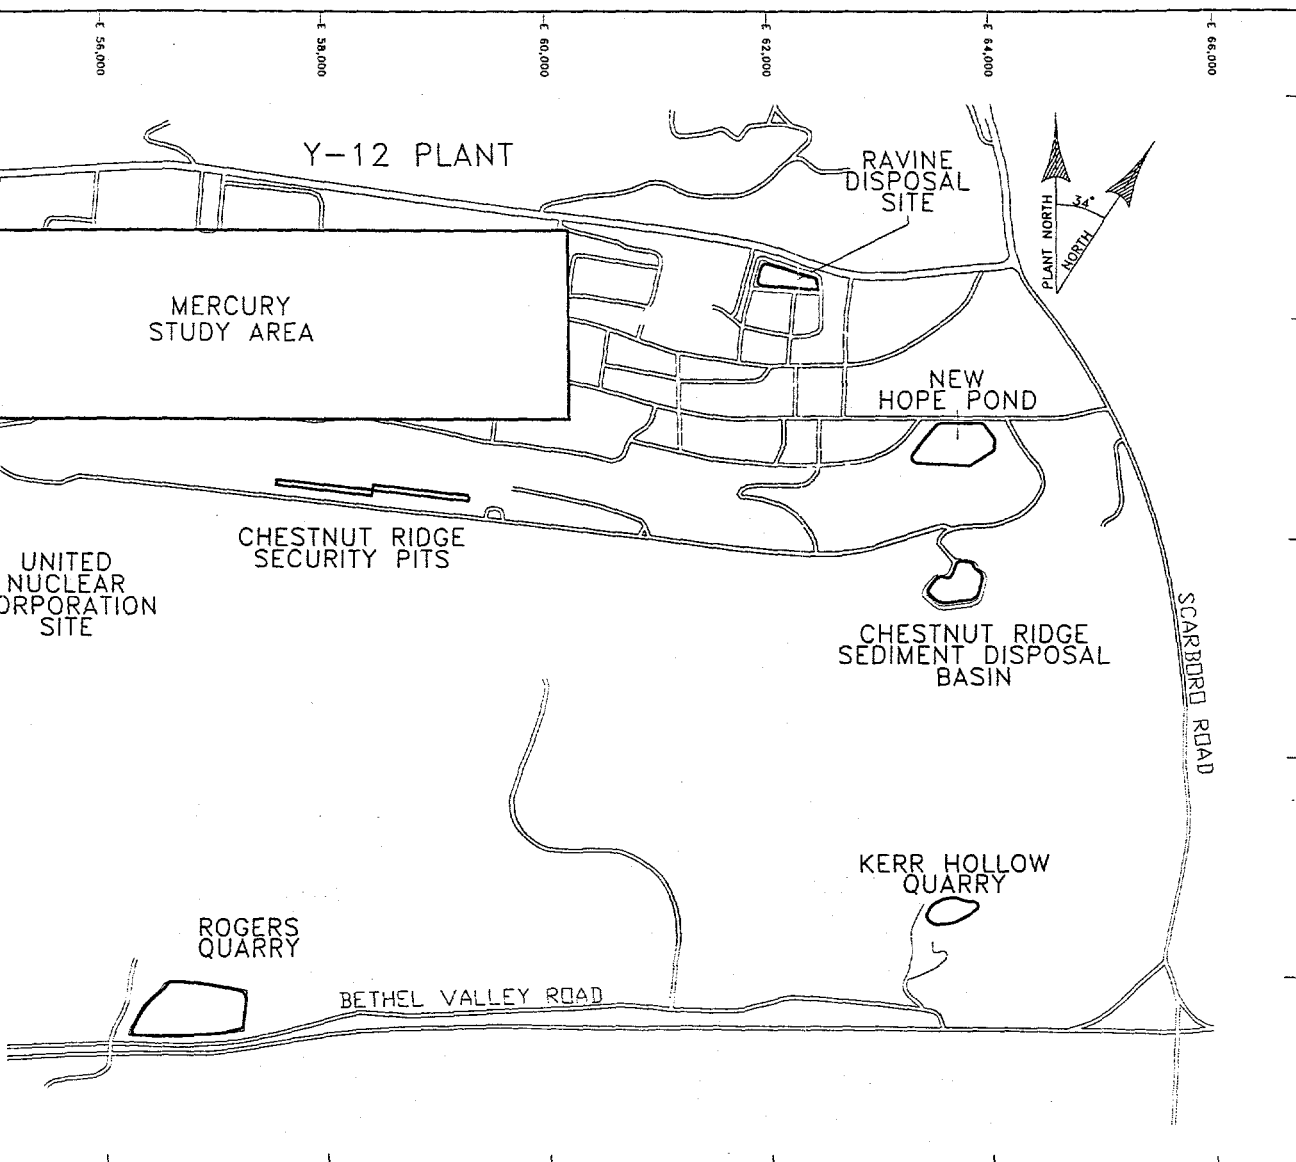 E 56,000
E 58,000
E 60,000
E 62,000
E 64,000
E 66,000
Y-12 PLANT
RAVINE
DISPOSAL
SITE
PLANT NORTH
34°
NORTH
MERCURY
STUDY AREA
NEW
HOPE POND
CHESTNUT RIDGE
SECURITY PITS
UNITED
NUCLEAR
ORPORATION
SITE
CHESTNUT RIDGE
SEDIMENT DISPOSAL
BASIN
SCARBORO ROAD
KERR HOLLOW
QUARRY
ROGERS
QUARRY
BETHEL VALLEY ROAD